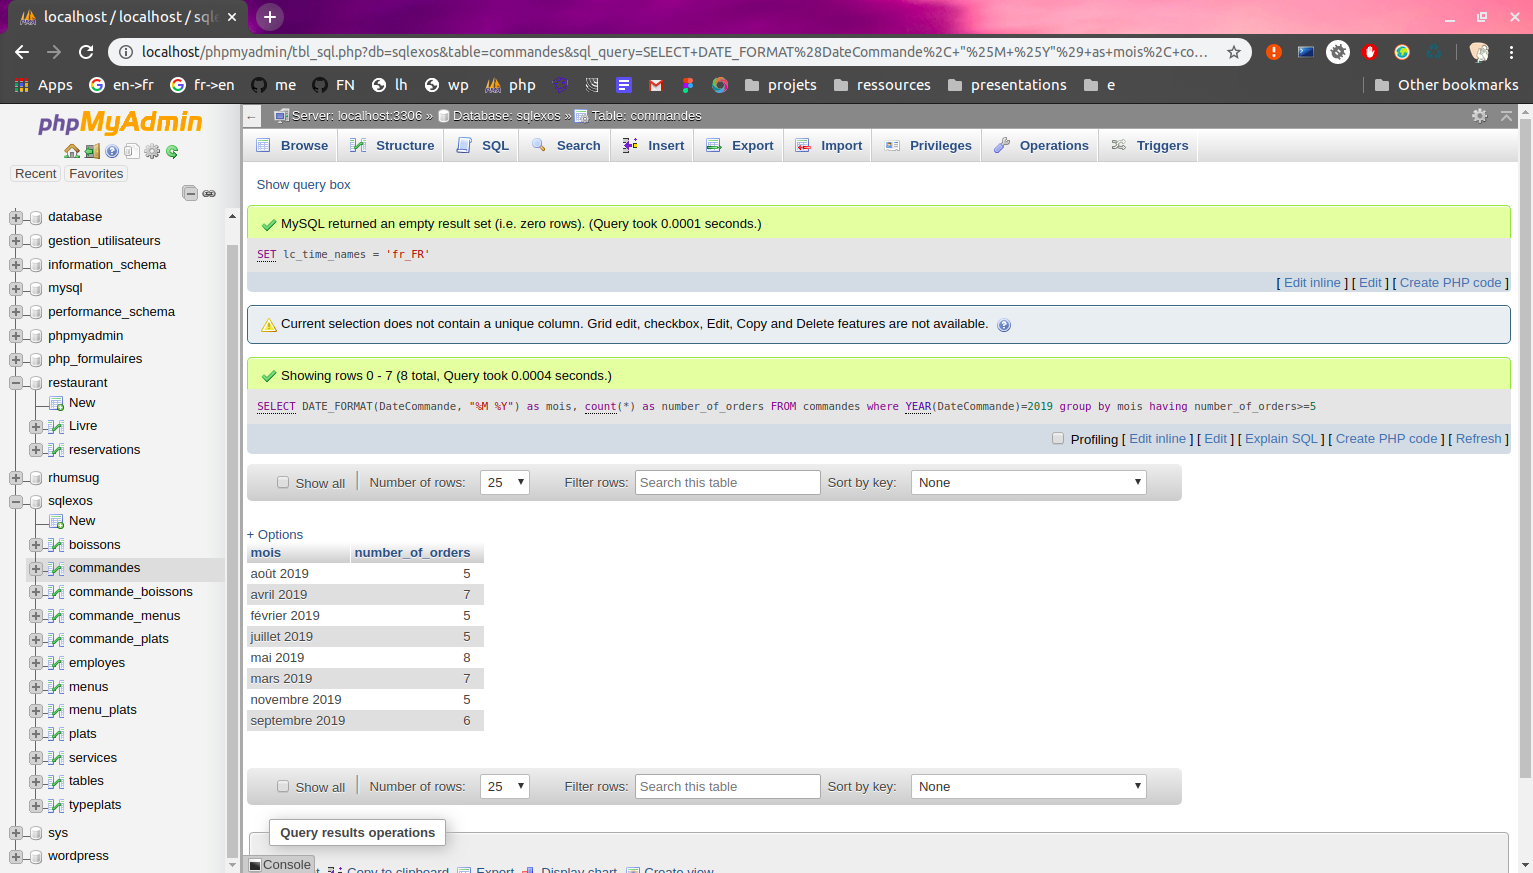 localhost / localhost / sqle
localhost/phpmyadmin/tbl_sql.php?db=sqlexos&table=commandes&sql_query=SELECT+DATE_FORMAT%28DateCommande%2C+"%25M+%25Y"%29+as+mois%2C+co...
Apps en->fr fr->en me FN lh wp php projets ressources presentations e Other bookmarks
phpMyAdmin
Recent Favorites
database
gestion_utilisateurs
information_schema
mysql
performance_schema
phpmyadmin
php_formulaires
restaurant
New
Livre
reservations
rhumsug
sqlexos
New
boissons
commandes
commande_boissons
commande_menus
commande_plats
employes
menus
menu_plats
plats
services
tables
typeplats
sys
wordpress
Server: localhost:3306 » Database: sqlexos » Table: commandes
Browse Structure SQL Search Insert Export Import Privileges Operations Triggers
Show query box
MySQL returned an empty result set (i.e. zero rows). (Query took 0.0001 seconds.)
SET lc_time_names = 'fr_FR'
[ Edit inline ] [ Edit ] [ Create PHP code ]
Current selection does not contain a unique column. Grid edit, checkbox, Edit, Copy and Delete features are not available.
Showing rows 0 - 7 (8 total, Query took 0.0004 seconds.)
SELECT DATE_FORMAT(DateCommande, "%M %Y") as mois, count(*) as number_of_orders FROM commandes where YEAR(DateCommande)=2019 group by mois having number_of_orders>=5
Profiling [ Edit inline ] [ Edit ] [ Explain SQL ] [ Create PHP code ] [ Refresh ]
Show all Number of rows: 25 Filter rows: Search this table Sort by key: None
+ Options
mois number_of_orders
août 2019 5
avril 2019 7
février 2019 5
juillet 2019 5
mai 2019 8
mars 2019 7
novembre 2019 5
septembre 2019 6
Show all Number of rows: 25 Filter rows: Search this table Sort by key: None
Query results operations
Console
Copy to clipboard Export Display chart Create view